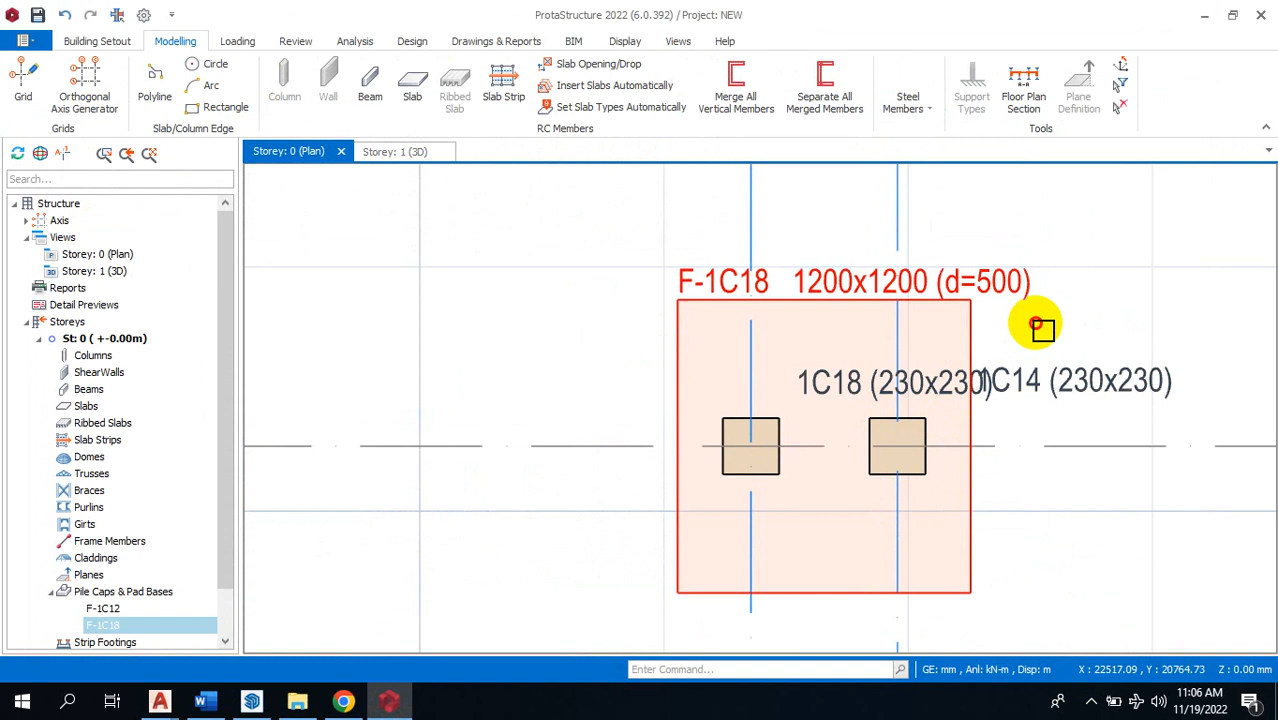 ProtaStructure 2022 (6.0.392) / Project: NEW
Building Setout Modelling Loading Review Analysis Design Drawings & Reports BIM Display Views Help
Grids
Orthogonal Axis Generator
Polyline
Circle
Arc
Rectangle
Column
Wall
Beam
Slab
Ribbed Slab
Slab Strip
Slab Opening/Drop
Insert Slabs Automatically
Set Slab Types Automatically
Merge All Vertical Members
Separate All Merged Members
Steel Members
Support Types
Floor Plan Section
Plane Definition
Grids Slab/Column Edge RC Members Tools
Storey: 0 (Plan) Storey: 1 (3D)
Search...
Structure
Axis
Views
Storey: 0 (Plan)
Storey: 1 (3D)
Reports
Detail Previews
Storeys
St: 0 ( +-0.00m)
Columns
ShearWalls
Beams
Slabs
Ribbed Slabs
Slab Strips
Domes
Trusses
Braces
Purlins
Girts
Frame Members
Claddings
Planes
Pile Caps & Pad Bases
F-1C12
F-1C18
Strip Footings
F-1C18 1200x1200 (d=500)
1C18 (230x230)
1C14 (230x230)
Enter Command...
GE: mm , Anl: kN-m , Disp: m
X : 22517.09 , Y : 20764.73
Z : 0.00 mm
11:06 AM
11/19/2022